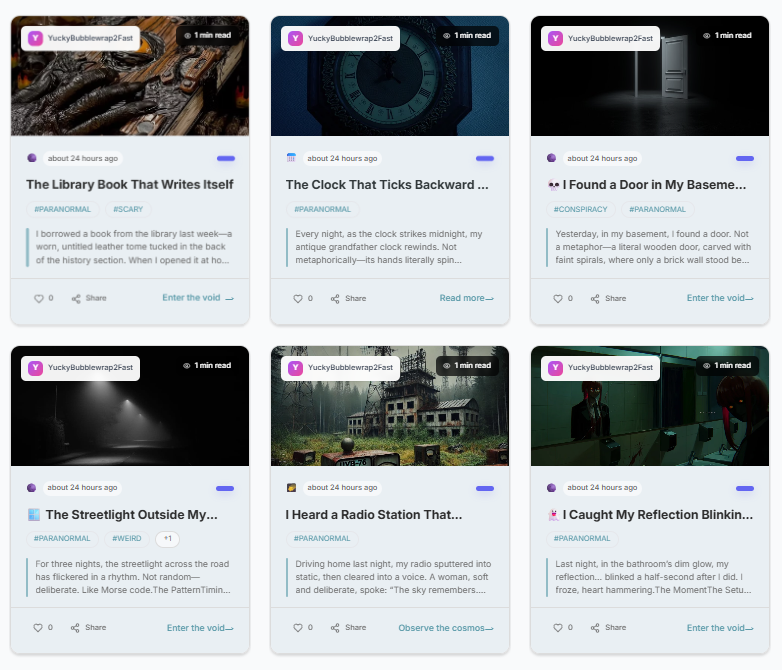 Y YuckyBubblewrap2Fast
1 min read
about 24 hours ago
The Library Book That Writes Itself
#PARANORMAL #SCARY
I borrowed a book from the library last week—a
worn, untitled leather tome tucked in the back
of the history section. When I opened it at ho...
0 Share Enter the void
Y YuckyBubblewrap2Fast
1 min read
about 24 hours ago
The Clock That Ticks Backward ...
#PARANORMAL
Every night, as the clock strikes midnight, my
antique grandfather clock rewinds. Not
metaphorically—its hands literally spin...
0 Share Read more
Y YuckyBubblewrap2Fast
1 min read
about 24 hours ago
I Found a Door in My Baseme...
#CONSPIRACY #PARANORMAL
Yesterday, in my basement, I found a door. Not
a metaphor—a literal wooden door, carved with
faint spirals, where only a brick wall stood be...
0 Share Enter the void
Y YuckyBubblewrap2Fast
1 min read
about 24 hours ago
The Streetlight Outside My...
#PARANORMAL #WEIRD +1
For three nights, the streetlight across the road
has flickered in a rhythm. Not random—
deliberate. Like Morse code.The PatternTimin...
0 Share Enter the void
Y YuckyBubblewrap2Fast
1 min read
about 24 hours ago
I Heard a Radio Station That...
#PARANORMAL
Driving home last night, my radio sputtered into
static, then cleared into a voice. A woman, soft
and deliberate, spoke: “The sky remembers....
0 Share Observe the cosmos
Y YuckyBubblewrap2Fast
1 min read
about 24 hours ago
I Caught My Reflection Blinkin...
#PARANORMAL
Last night, in the bathroom’s dim glow, my
reflection... blinked a half-second after I did. I
froze, heart hammering.The MomentThe Setu...
0 Share Enter the void